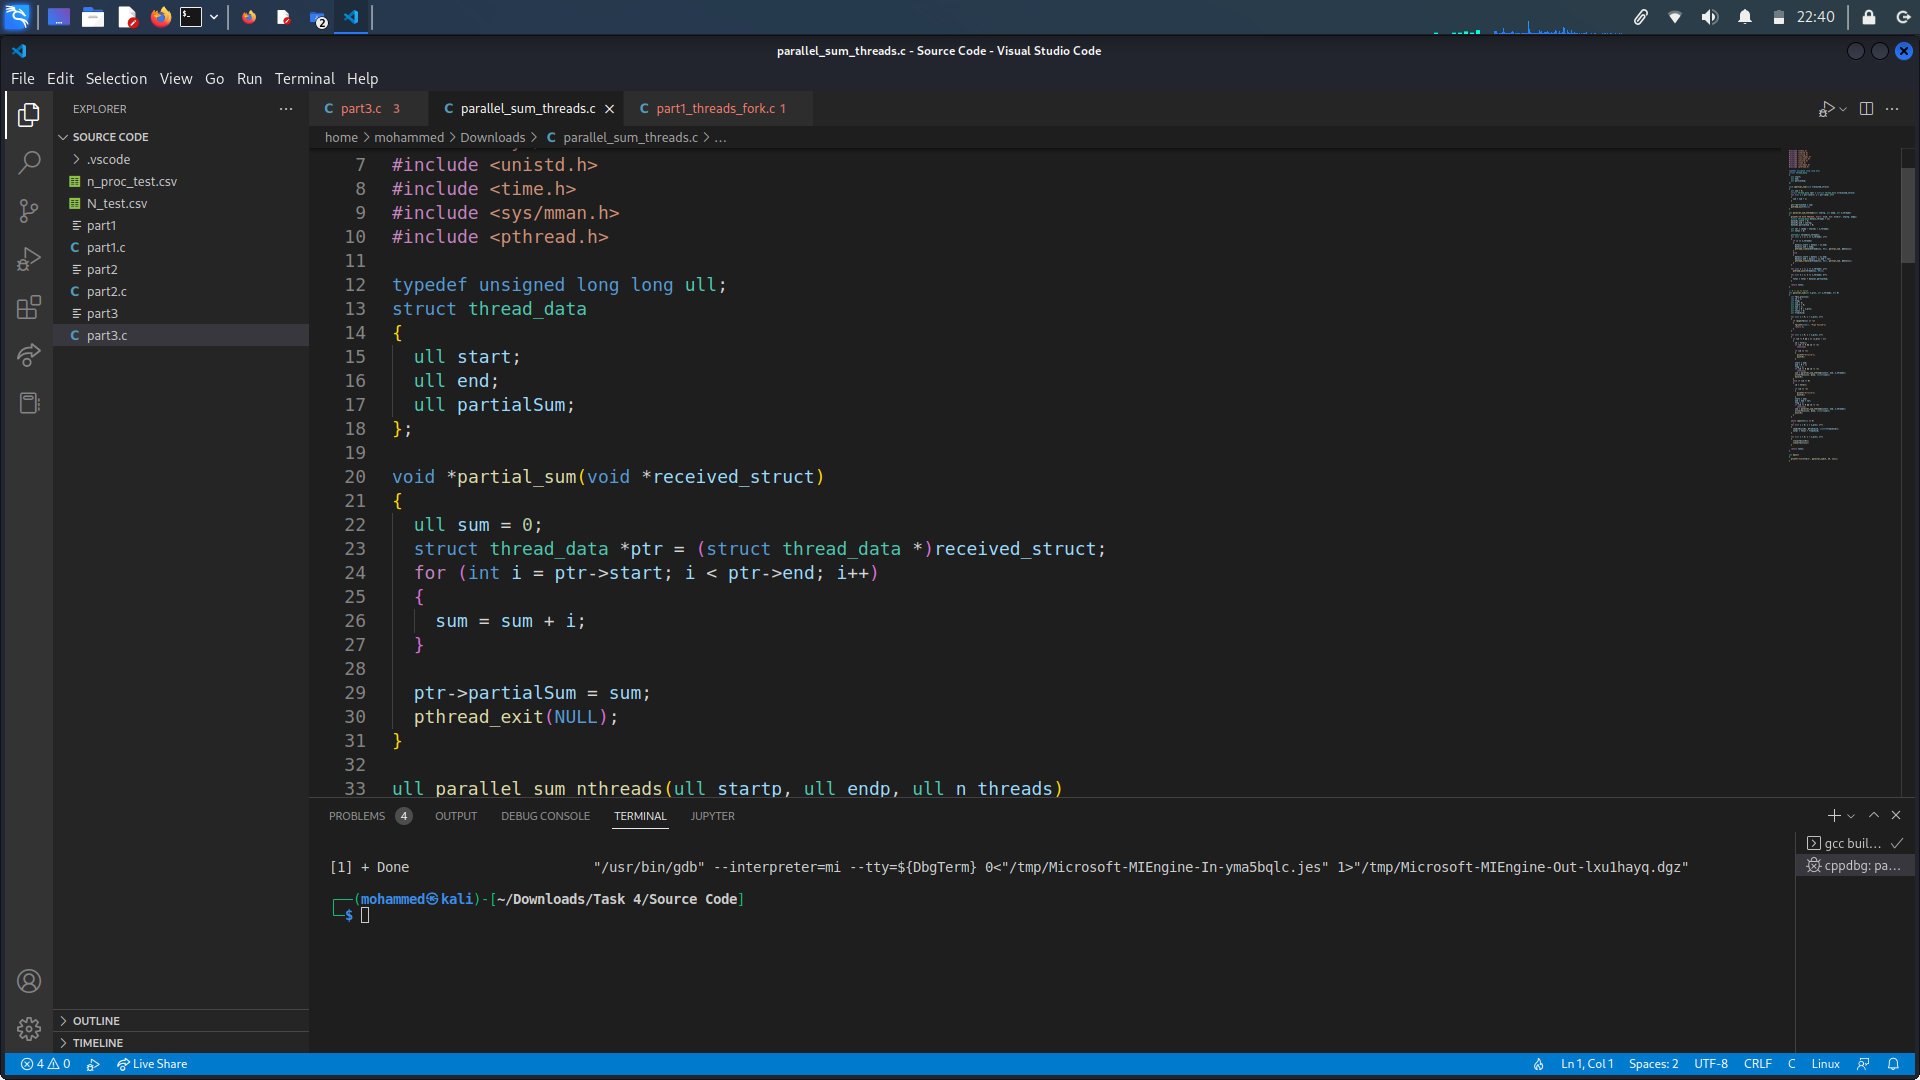 22:40
parallel_sum_threads.c - Source Code - Visual Studio Code
File Edit Selection View Go Run Terminal Help
EXPLORER
SOURCE CODE
.vscode
n_proc_test.csv
N_test.csv
part1
C part1.c
part2
C part2.c
part3
C part3.c
OUTLINE
TIMELINE
C part3.c 3
C parallel_sum_threads.c
C part1_threads_fork.c 1
home > mohammed > Downloads > C parallel_sum_threads.c > ...
7 #include <unistd.h>
8 #include <time.h>
9 #include <sys/mman.h>
10 #include <pthread.h>
11
12 typedef unsigned long long ull;
13 struct thread_data
14 {
15 ull start;
16 ull end;
17 ull partialSum;
18 };
19
20 void *partial_sum(void *received_struct)
21 {
22 ull sum = 0;
23 struct thread_data *ptr = (struct thread_data *)received_struct;
24 for (int i = ptr->start; i < ptr->end; i++)
25 {
26 sum = sum + i;
27 }
28
29 ptr->partialSum = sum;
30 pthread_exit(NULL);
31 }
32
33 ull parallel_sum_nthreads(ull startp, ull endp, ull n_threads)
PROBLEMS 4 OUTPUT DEBUG CONSOLE TERMINAL JUPYTER
[1] + Done "/usr/bin/gdb" --interpreter=mi --tty=${DbgTerm} 0<"/tmp/Microsoft-MIEngine-In-yma5bqlc.jes" 1>"/tmp/Microsoft-MIEngine-Out-lxu1hayq.dgz"
(mohammed㉿kali)-[~/Downloads/Task 4/Source Code]
$
gcc buil...
cppdbg: pa...
4 0 Live Share
Ln 1, Col 1 Spaces: 2 UTF-8 CRLF C Linux